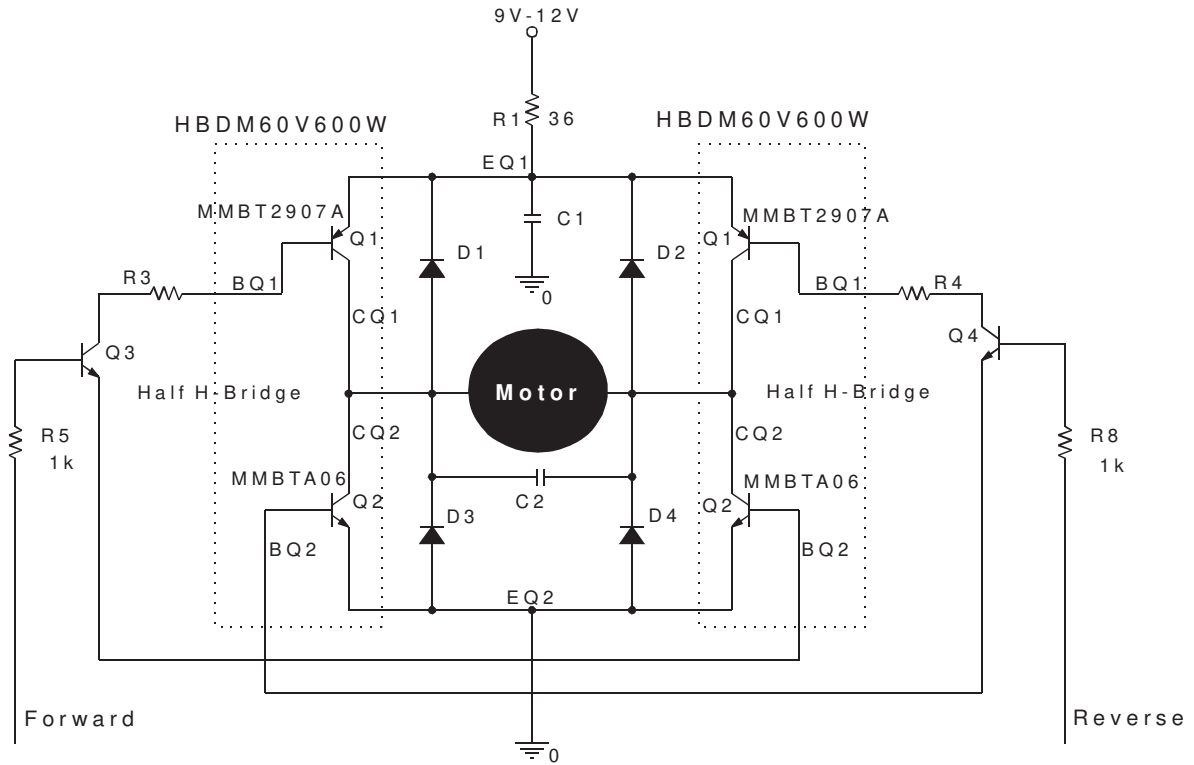 9V-12V
R1 36
HBDM60V600W
HBDM60V600W
EQ1
MMBT2907A
MMBT2907A
C1
Q1
Q1
D1
D2
0
R3
BQ1
BQ1
R4
CQ1
CQ1
Q3
Q4
Half H-Bridge
Motor
Half H-Bridge
R5
1k
CQ2
CQ2
R8
1k
MMBTA06
MMBTA06
Q2
C2
Q2
D3
D4
BQ2
BQ2
EQ2
Forward
Reverse
0